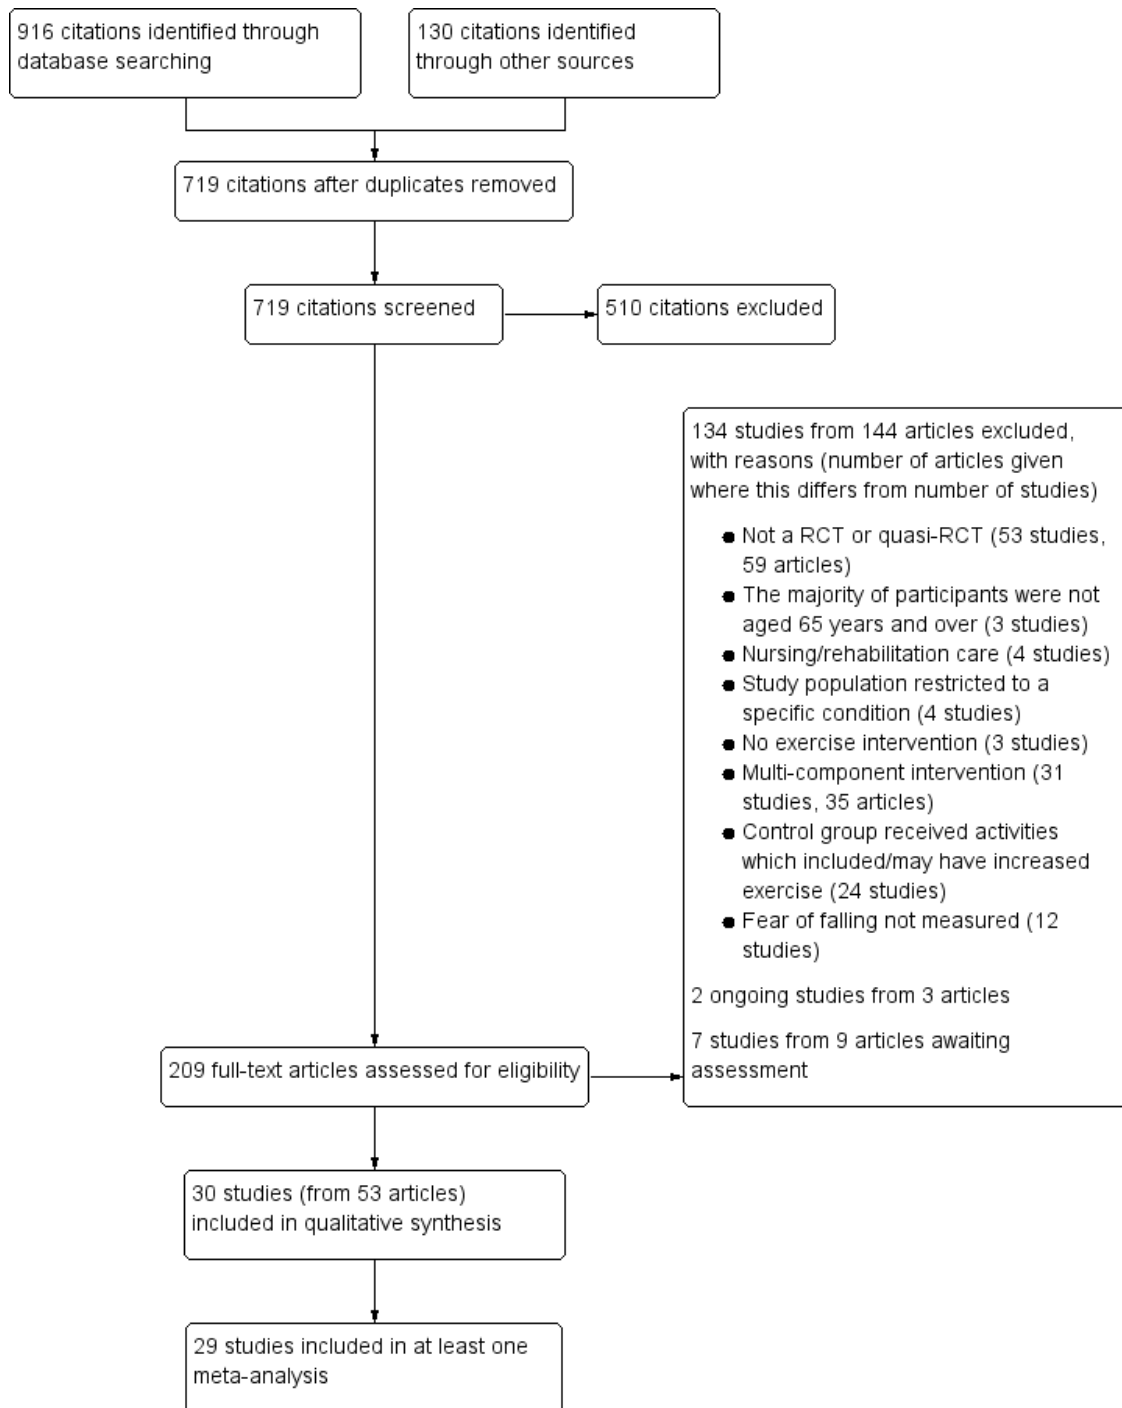 916 citations identified through
database searching
130 citations identified
through other sources
719 citations after duplicates removed
719 citations screened
510 citations excluded
134 studies from 144 articles excluded,
with reasons (number of articles given
where this differs from number of studies)
● Not a RCT or quasi-RCT (53 studies,
59 articles)
● The majority of participants were not
aged 65 years and over (3 studies)
● Nursing/rehabilitation care (4 studies)
● Study population restricted to a
specific condition (4 studies)
● No exercise intervention (3 studies)
● Multi-component intervention (31
studies, 35 articles)
● Control group received activities
which included/may have increased
exercise (24 studies)
● Fear of falling not measured (12
studies)
2 ongoing studies from 3 articles
7 studies from 9 articles awaiting
assessment
209 full-text articles assessed for eligibility
30 studies (from 53 articles)
included in qualitative synthesis
29 studies included in at least one
meta-analysis